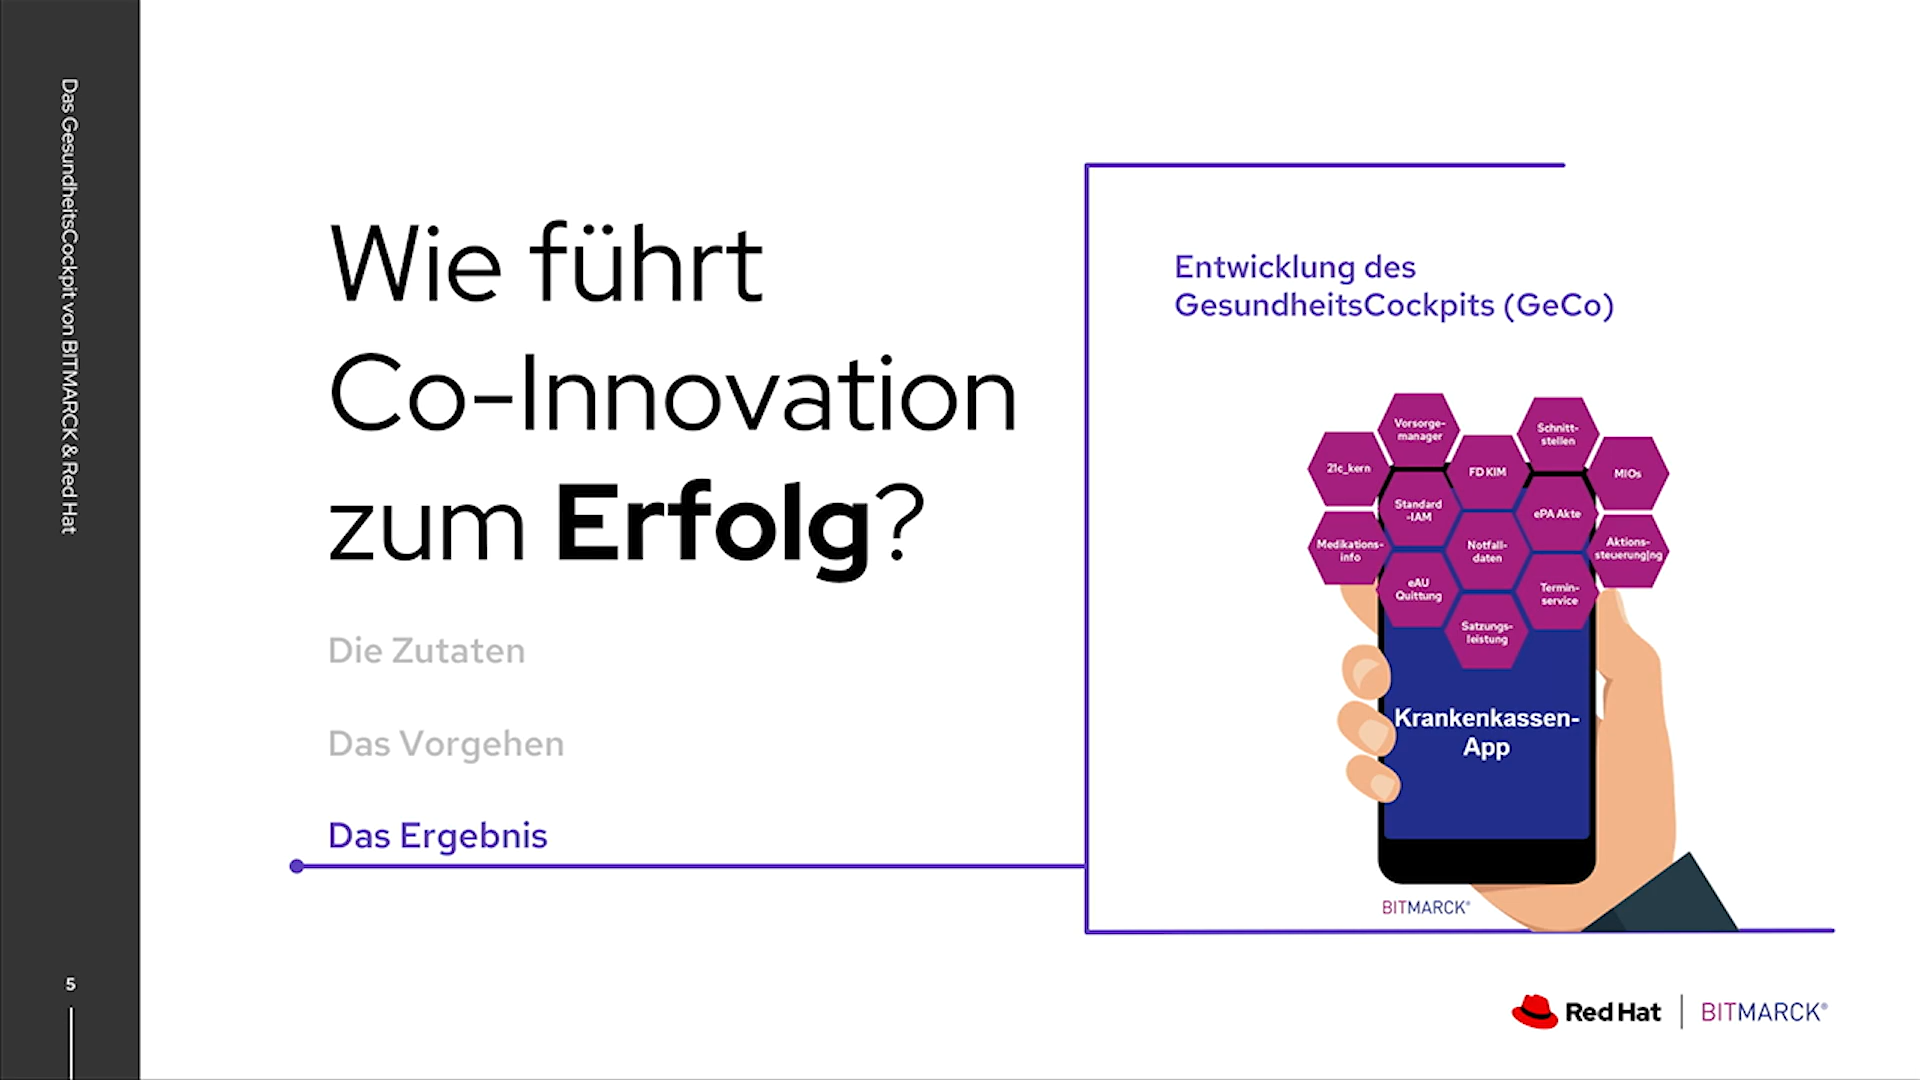 Das GesundheitsCockpit von BITMARCK & Red Hat
5
Wie führt
Co-Innovation
zum Erfolg?
Die Zutaten
Das Vorgehen
Das Ergebnis
Entwicklung des
GesundheitsCockpits (GeCo)
Vorsorge-
manager
Schnitt-
stellen
21c_kern
FD KIM
MIOs
Standard
-IAM
ePA Akte
Medikations-
info
Notfall-
daten
Aktions-
steuerung|ng
eAU
Quittung
Termin-
service
Satzungs-
leistung
Krankenkassen-
App
BITMARCK®
Red Hat | BITMARCK®